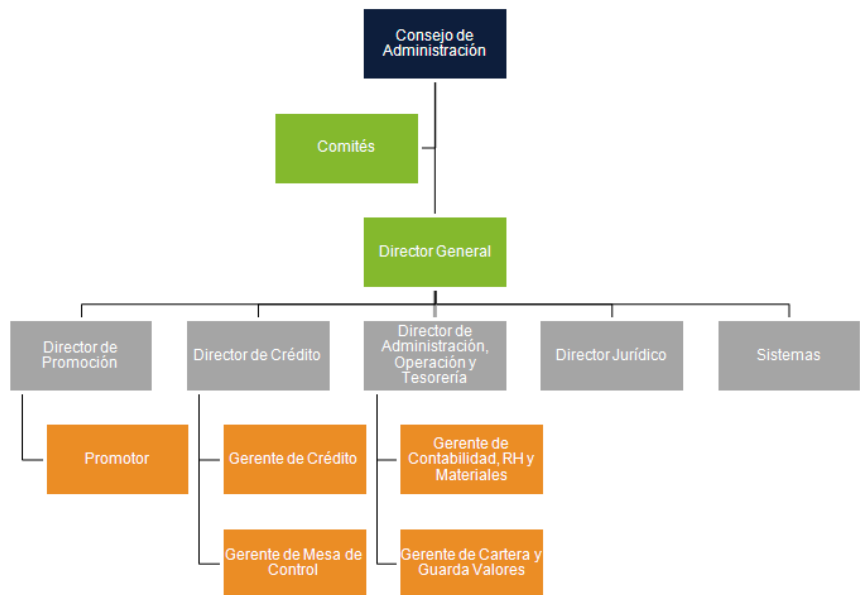 Consejo de
Administración
Comités
Director General
Director de
Promoción
Director de Crédito
Director de
Administración,
Operación y
Tesorería
Director Jurídico
Sistemas
Promotor
Gerente de Crédito
Gerente de
Contabilidad, RH y
Materiales
Gerente de Mesa de
Control
Gerente de Cartera y
Guarda Valores